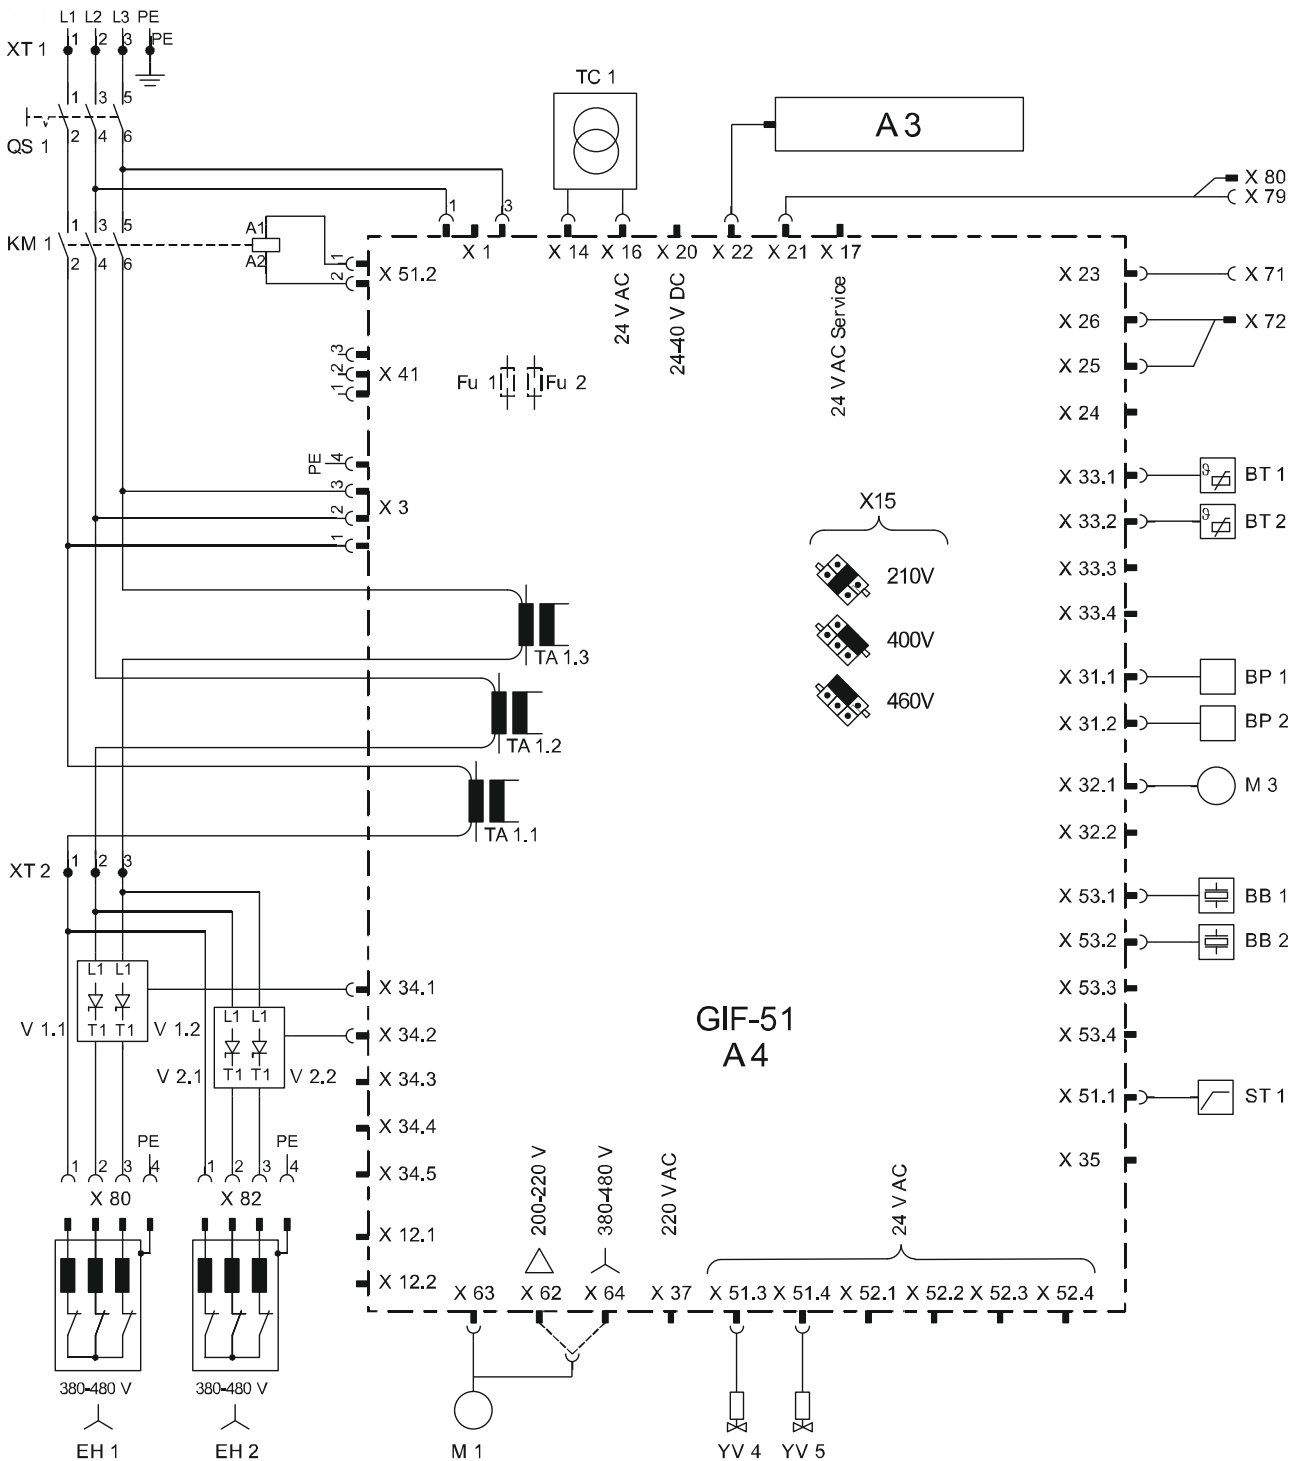 L1 L2 L3 PE
XT 1 1 2 3 PE
TC 1
A 3
1 3 5
QS 1 2 4 6
X 80
X 79
1 3
1 3 5 A1
KM 1
2 4 6 A2
X 1 X 14 X 16 X 20 X 22 X 21 X 17
24 V AC
24-40 V DC
24 V AC Service
1
2
X 51.2
3
2
1
X 41
Fu 1 Fu 2
PE 4
3
2
1
X 3
X 23 X 71
X 26 X 72
X 25
X 24
X 33.1 BT 1
X 33.2 BT 2
X 33.3
X 33.4
X 31.1 BP 1
X 31.2 BP 2
X 32.1 M 3
X 32.2
X 53.1 BB 1
X 53.2 BB 2
X 53.3
X 53.4
X 51.1 ST 1
X 35
ϑ
ϑ
X15
210V
400V
460V
TA 1.3
TA 1.2
TA 1.1
XT 2 1 2 3
L1 L1
V 1.1 T1 T1 V 1.2
L1 L1
V 2.1 T1 T1 V 2.2
X 34.1
X 34.2
X 34.3
X 34.4
X 34.5
X 12.1
X 12.2
GIF-51
A 4
PE PE
1 2 3 4 1 2 3 4
X 80 X 82
200-220 V
380-480 V
220 V AC
24 V AC
X 63 X 62 X 64 X 37 X 51.3 X 51.4 X 52.1 X 52.2 X 52.3 X 52.4
380-480 V 380-480 V
EH 1 EH 2 M 1 YV 4 YV 5